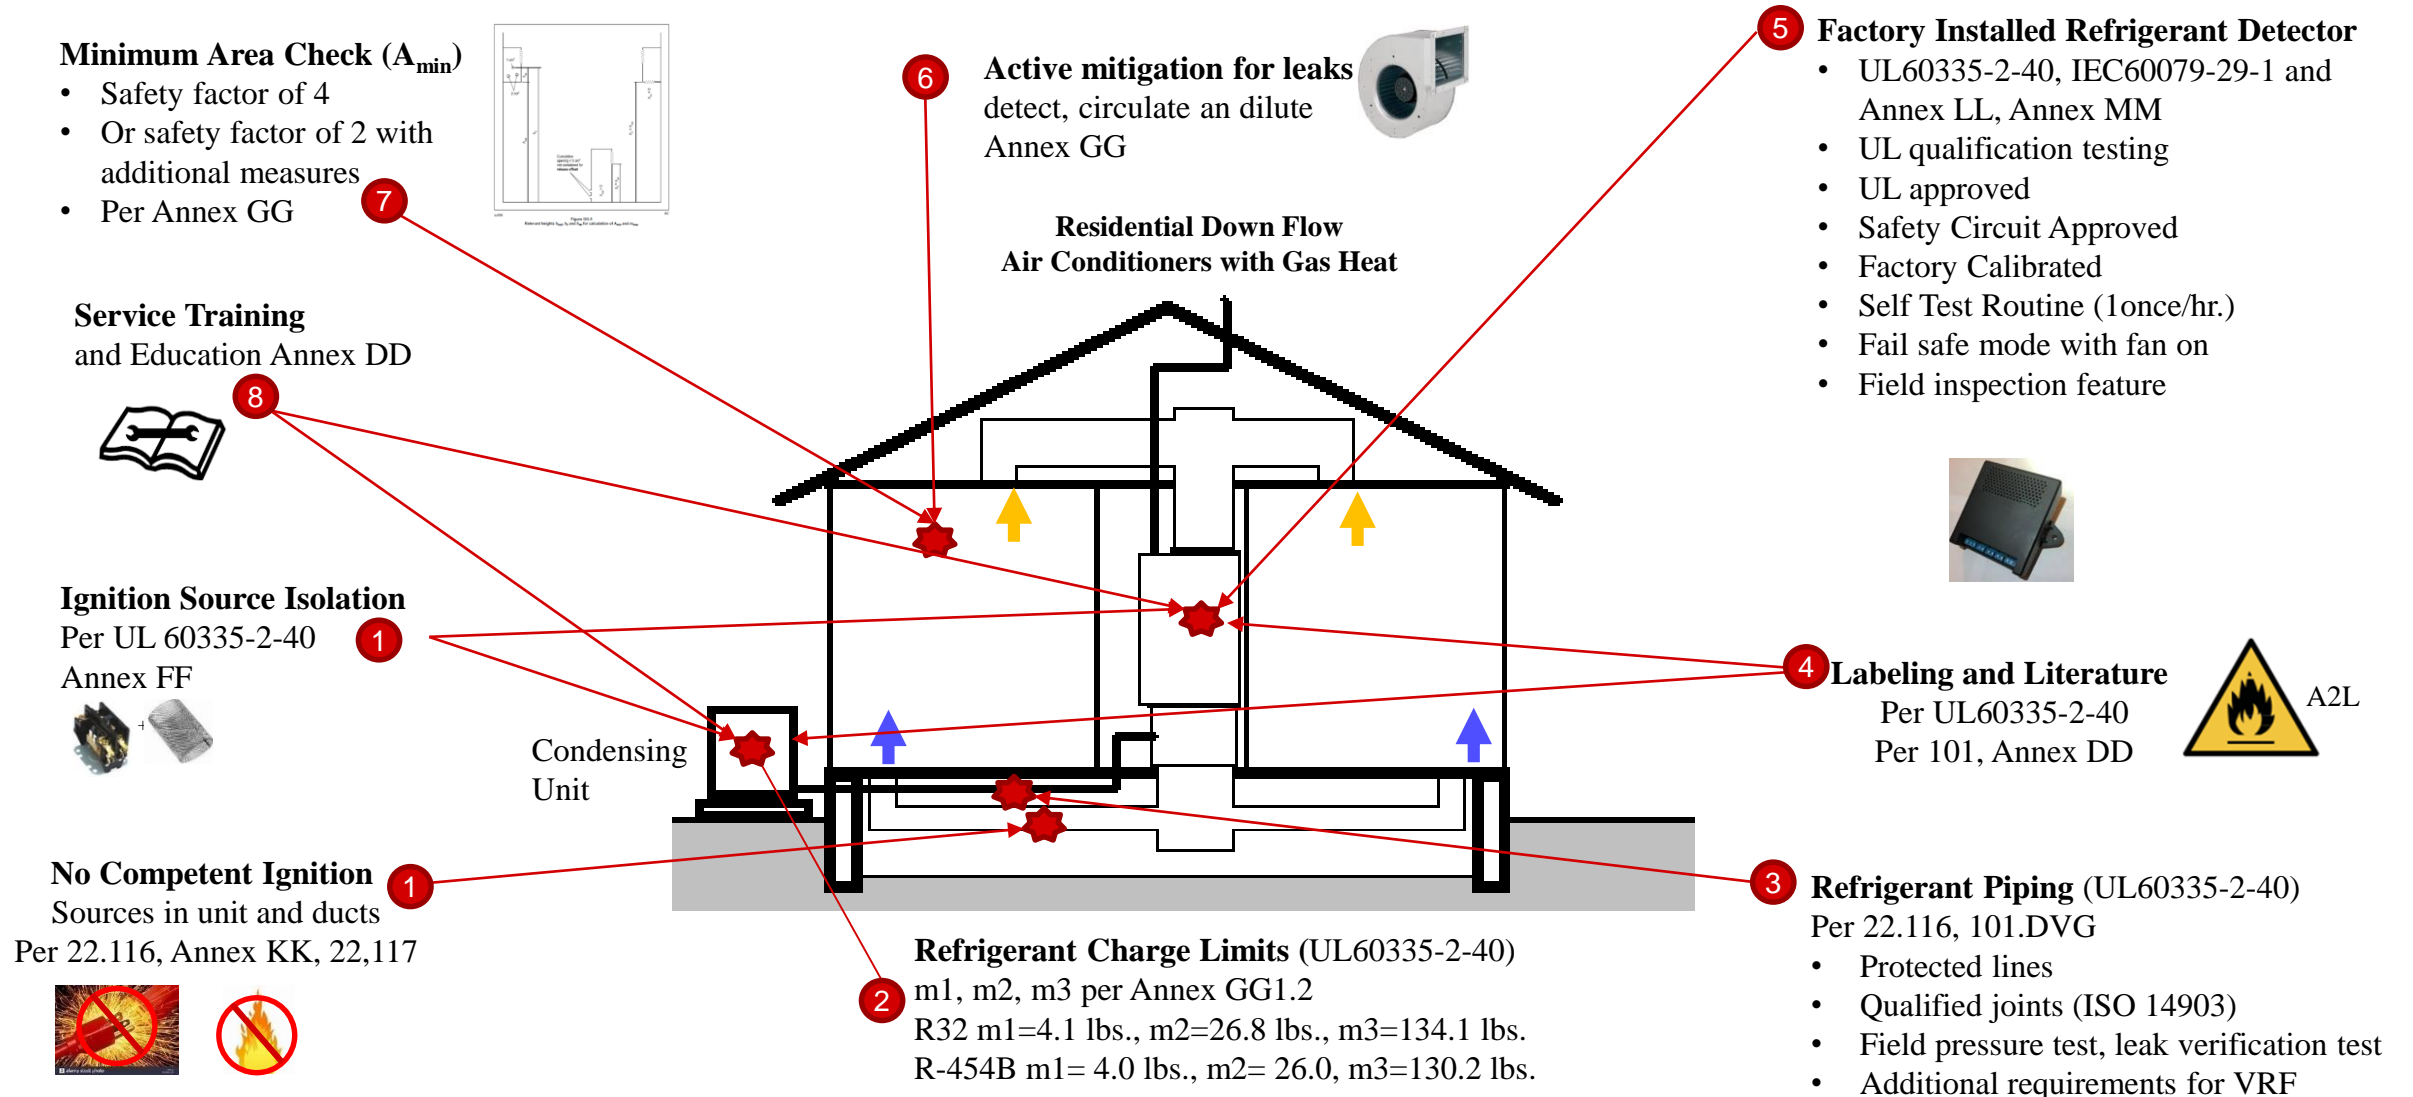 Minimum Area Check (Amin)
• Safety factor of 4
• Or safety factor of 2 with
additional measures
• Per Annex GG
7
6
Active mitigation for leaks
detect, circulate an dilute
Annex GG
5
Factory Installed Refrigerant Detector
• UL60335-2-40, IEC60079-29-1 and
Annex LL, Annex MM
• UL qualification testing
• UL approved
• Safety Circuit Approved
• Factory Calibrated
• Self Test Routine (1once/hr.)
• Fail safe mode with fan on
• Field inspection feature
Residential Down Flow
Air Conditioners with Gas Heat
Service Training
and Education Annex DD
8
Ignition Source Isolation
Per UL 60335-2-40
Annex FF
1
+
Condensing
Unit
4
Labeling and Literature
Per UL60335-2-40
Per 101, Annex DD
A2L
No Competent Ignition
Sources in unit and ducts
Per 22.116, Annex KK, 22,117
1
2
Refrigerant Charge Limits (UL60335-2-40)
m1, m2, m3 per Annex GG1.2
R32 m1=4.1 lbs., m2=26.8 lbs., m3=134.1 lbs.
R-454B m1= 4.0 lbs., m2= 26.0, m3=130.2 lbs.
3
Refrigerant Piping (UL60335-2-40)
Per 22.116, 101.DVG
• Protected lines
• Qualified joints (ISO 14903)
• Field pressure test, leak verification test
• Additional requirements for VRF